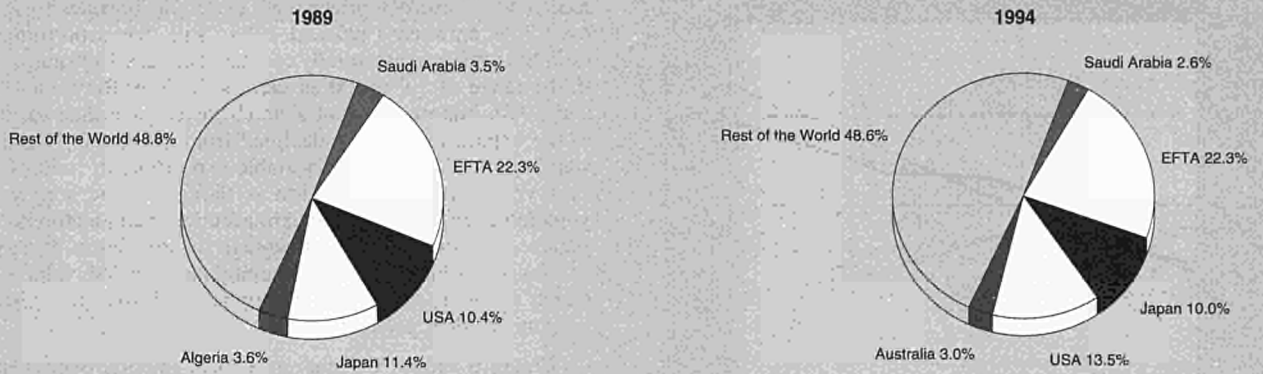 1989
Saudi Arabia 3.5%
Rest of the World 48.8%
EFTA 22.3%
USA 10.4%
Algeria 3.6%
Japan 11.4%
1994
Saudi Arabia 2.6%
Rest of the World 48.6%
EFTA 22.3%
Japan 10.0%
Australia 3.0%
USA 13.5%